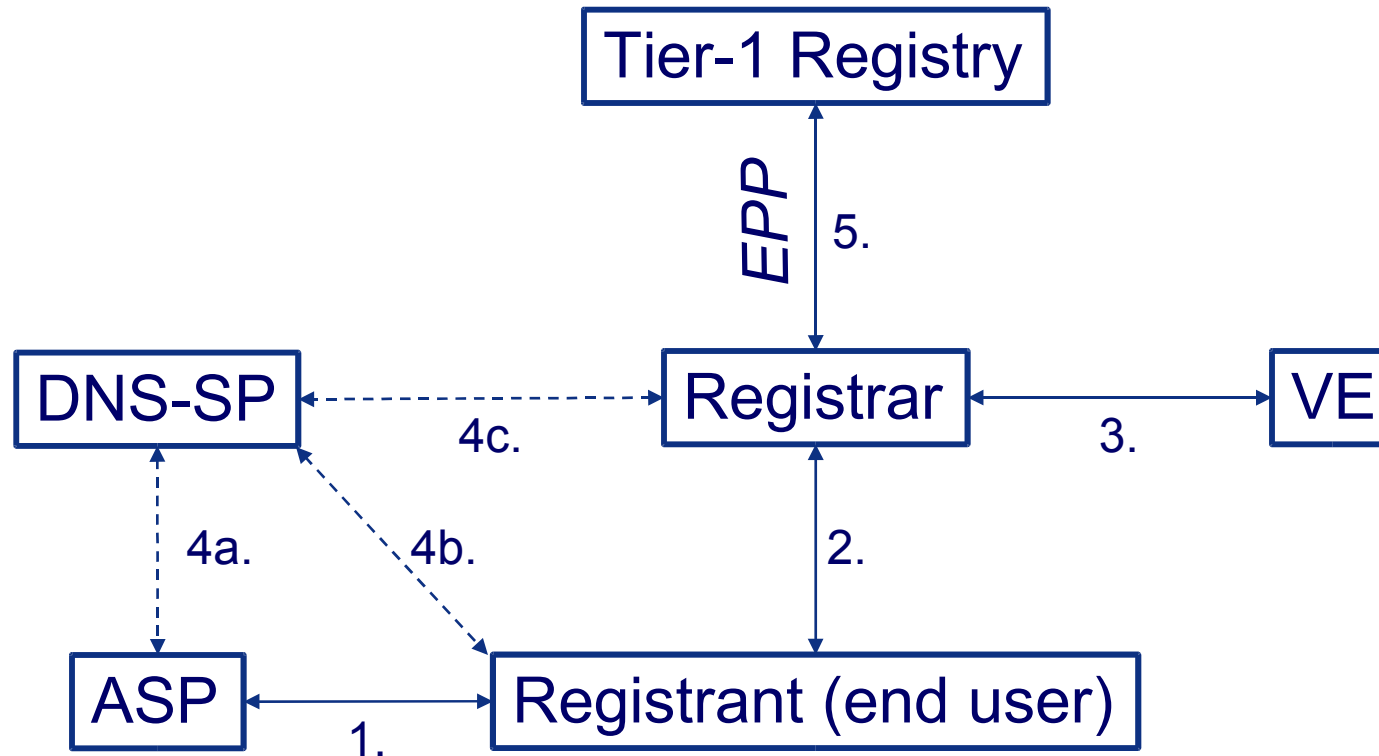 Tier-1 Registry
EPP
5.
DNS-SP
Registrar
VE
4c.
3.
4a.
4b.
2.
ASP
Registrant (end user)
1.